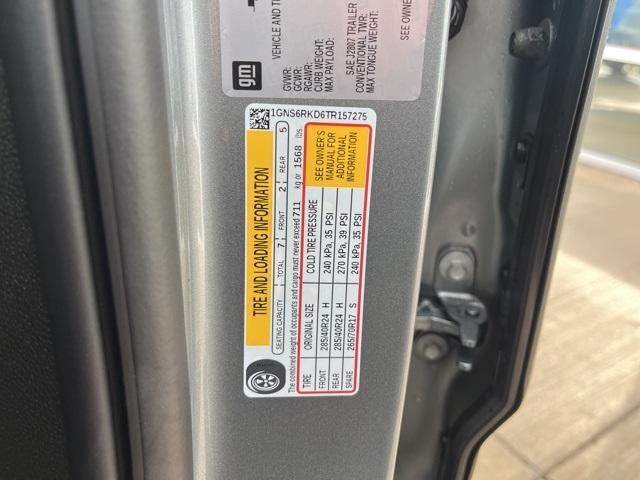 gm
VEHICLE AND
GVWR:
GCWR:
RGAWR:
CURB WEIGHT:
MAX PAYLOAD:
SAE J2807 TRAILER
CONVENTIONAL TWR:
MAX TONGUE WEIGHT:
SEE OWNER
1GNS6RKD6TR157275
TIRE AND LOADING INFORMATION
SEATING CAPACITY TOTAL 7 FRONT 2 REAR 5
The combined weight of occupants and cargo must never exceed 711 kg or 1568 lbs
TIRE ORIGINAL SIZE COLD TIRE PRESSURE
FRONT 285/40R24 H 240 kPa, 35 PSI
REAR 285/40R24 H 270 kPa, 39 PSI
SPARE 265/70R17 S 240 kPa, 35 PSI
SEE OWNER'S
MANUAL FOR
ADDITIONAL
INFORMATION